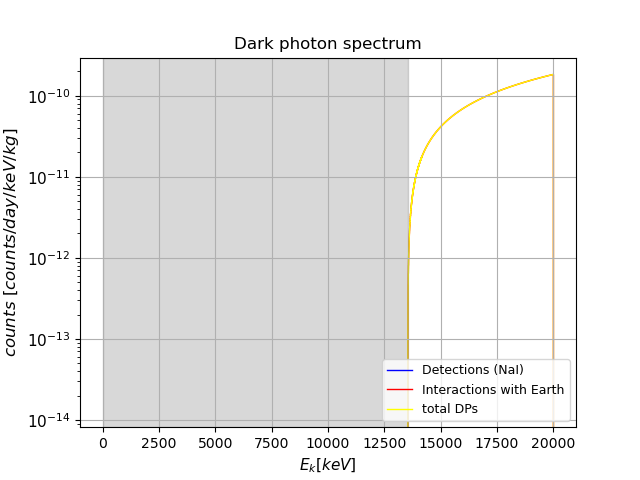 Dark photon spectrum
counts [counts/day/keV/kg]
10⁻¹⁰
10⁻¹¹
10⁻¹²
10⁻¹³
10⁻¹⁴
Detections (NaI)
Interactions with Earth
total DPs
0 2500 5000 7500 10000 12500 15000 17500 20000
E_k[keV]